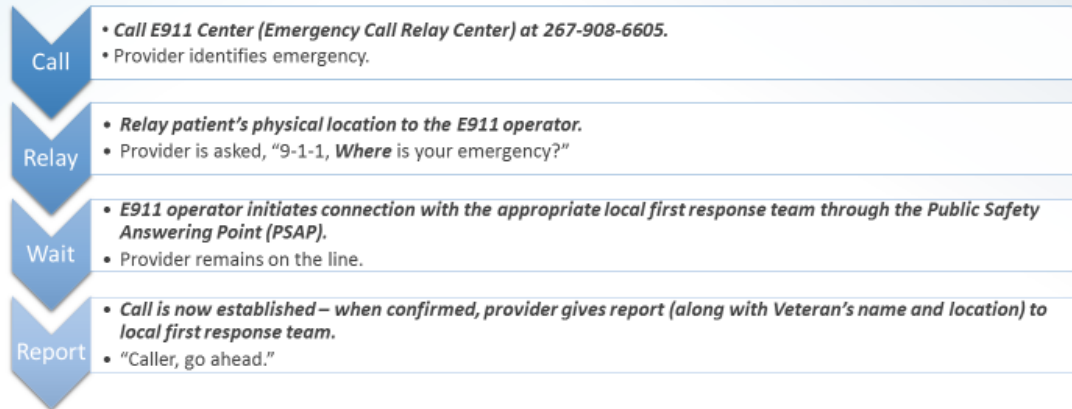 Call
• Call E911 Center (Emergency Call Relay Center) at 267-908-6605.
• Provider identifies emergency.
Relay
• Relay patient's physical location to the E911 operator.
• Provider is asked, “9-1-1, Where is your emergency?”
Wait
• E911 operator initiates connection with the appropriate local first response team through the Public Safety
Answering Point (PSAP).
• Provider remains on the line.
Report
• Call is now established – when confirmed, provider gives report (along with Veteran's name and location) to
local first response team.
• “Caller, go ahead.”